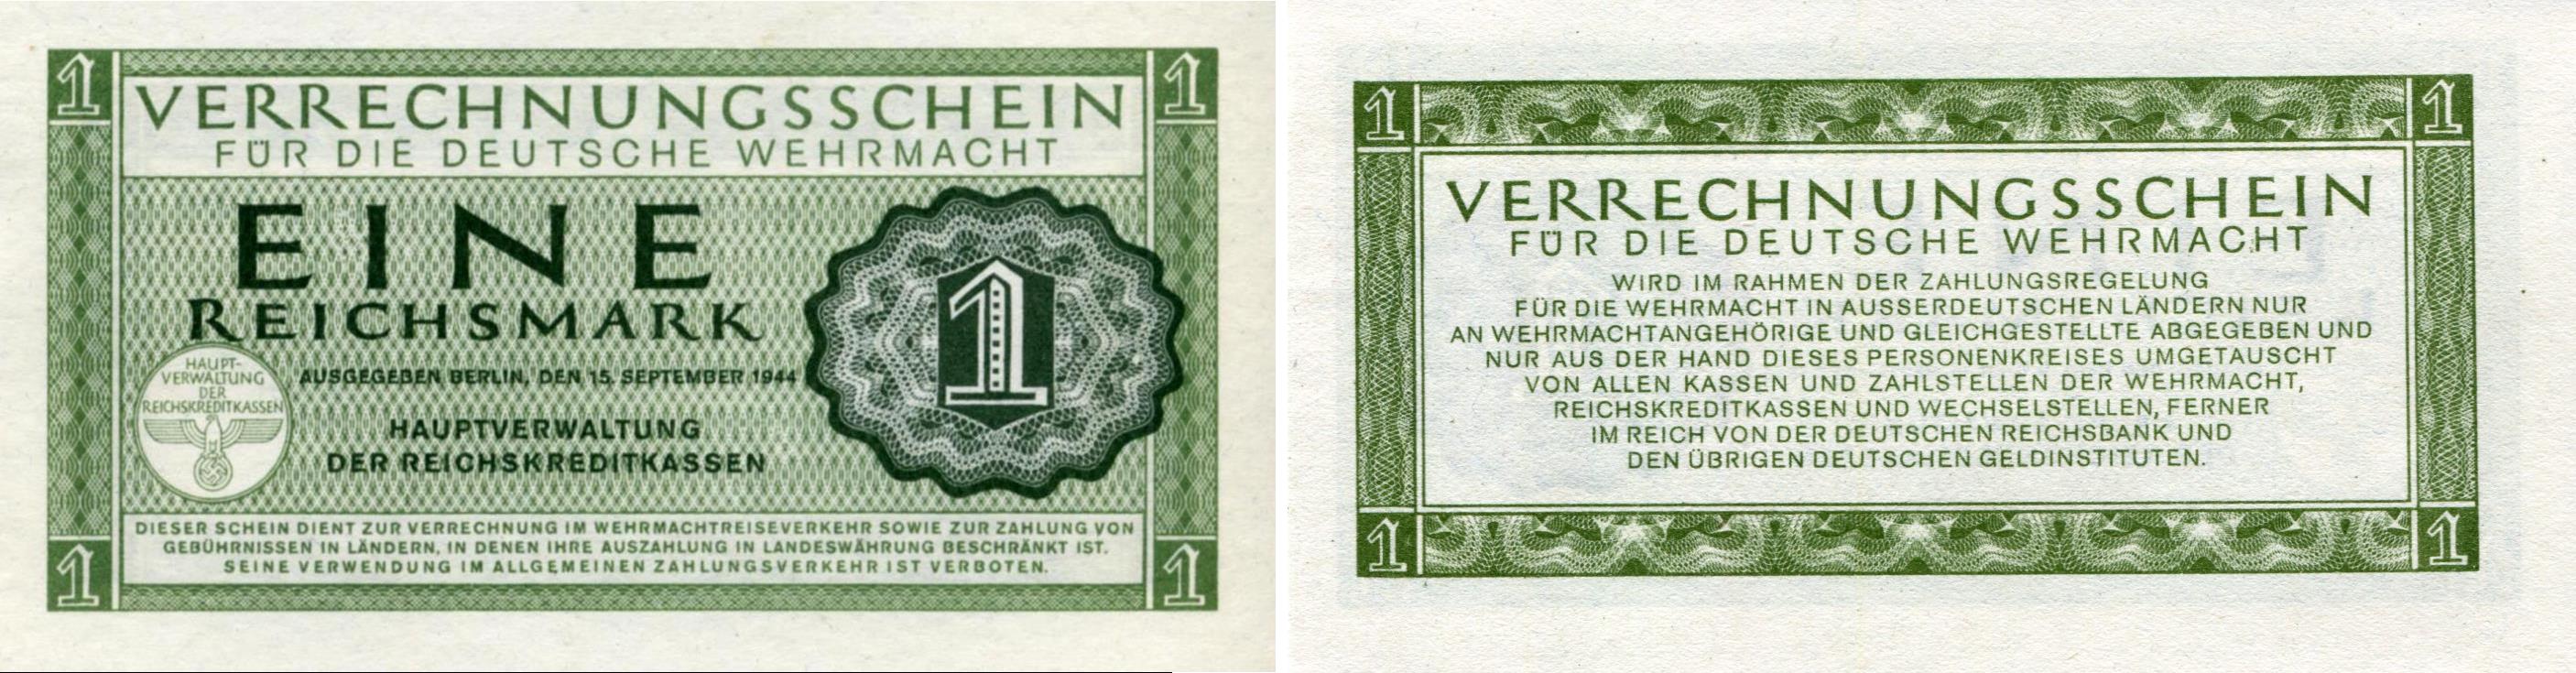 1
1
VERRECHNUNGSSCHEIN
FÜR DIE DEUTSCHE WEHRMACHT
EINE
REICHSMARK
1
HAUPT-
VERWALTUNG
DER
REICHSKREDITKASSEN
AUSGEGEBEN BERLIN, DEN 15. SEPTEMBER 1944
HAUPTVERWALTUNG
DER REICHSKREDITKASSEN
DIESER SCHEIN DIENT ZUR VERRECHNUNG IM WEHRMACHTREISEVERKEHR SOWIE ZUR ZAHLUNG VON
GEBÜHRNISSEN IN LÄNDERN, IN DENEN IHRE AUSZAHLUNG IN LANDESWÄHRUNG BESCHRÄNKT IST.
SEINE VERWENDUNG IM ALLGEMEINEN ZAHLUNGSVERKEHR IST VERBOTEN.
1
1
1
1
VERRECHNUNGSSCHEIN
FÜR DIE DEUTSCHE WEHRMACHT
WIRD IM RAHMEN DER ZAHLUNGSREGELUNG
FÜR DIE WEHRMACHT IN AUSSERDEUTSCHEN LÄNDERN NUR
AN WEHRMACHTANGEHÖRIGE UND GLEICHGESTELLTE ABGEGEBEN UND
NUR AUS DER HAND DIESES PERSONENKREISES UMGETAUSCHT
VON ALLEN KASSEN UND ZAHLSTELLEN DER WEHRMACHT,
REICHSKREDITKASSEN UND WECHSELSTELLEN, FERNER
IM REICH VON DER DEUTSCHEN REICHSBANK UND
DEN ÜBRIGEN DEUTSCHEN GELDINSTITUTEN.
1
1